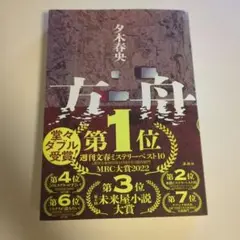 夕木春央
方舟
堂々
ダブル
受賞
第1位
週刊文春ミステリーベスト10
MRC大賞2022
第4位
第2位
第3位
未来屋小説
大賞
第6位
第7位
講談社